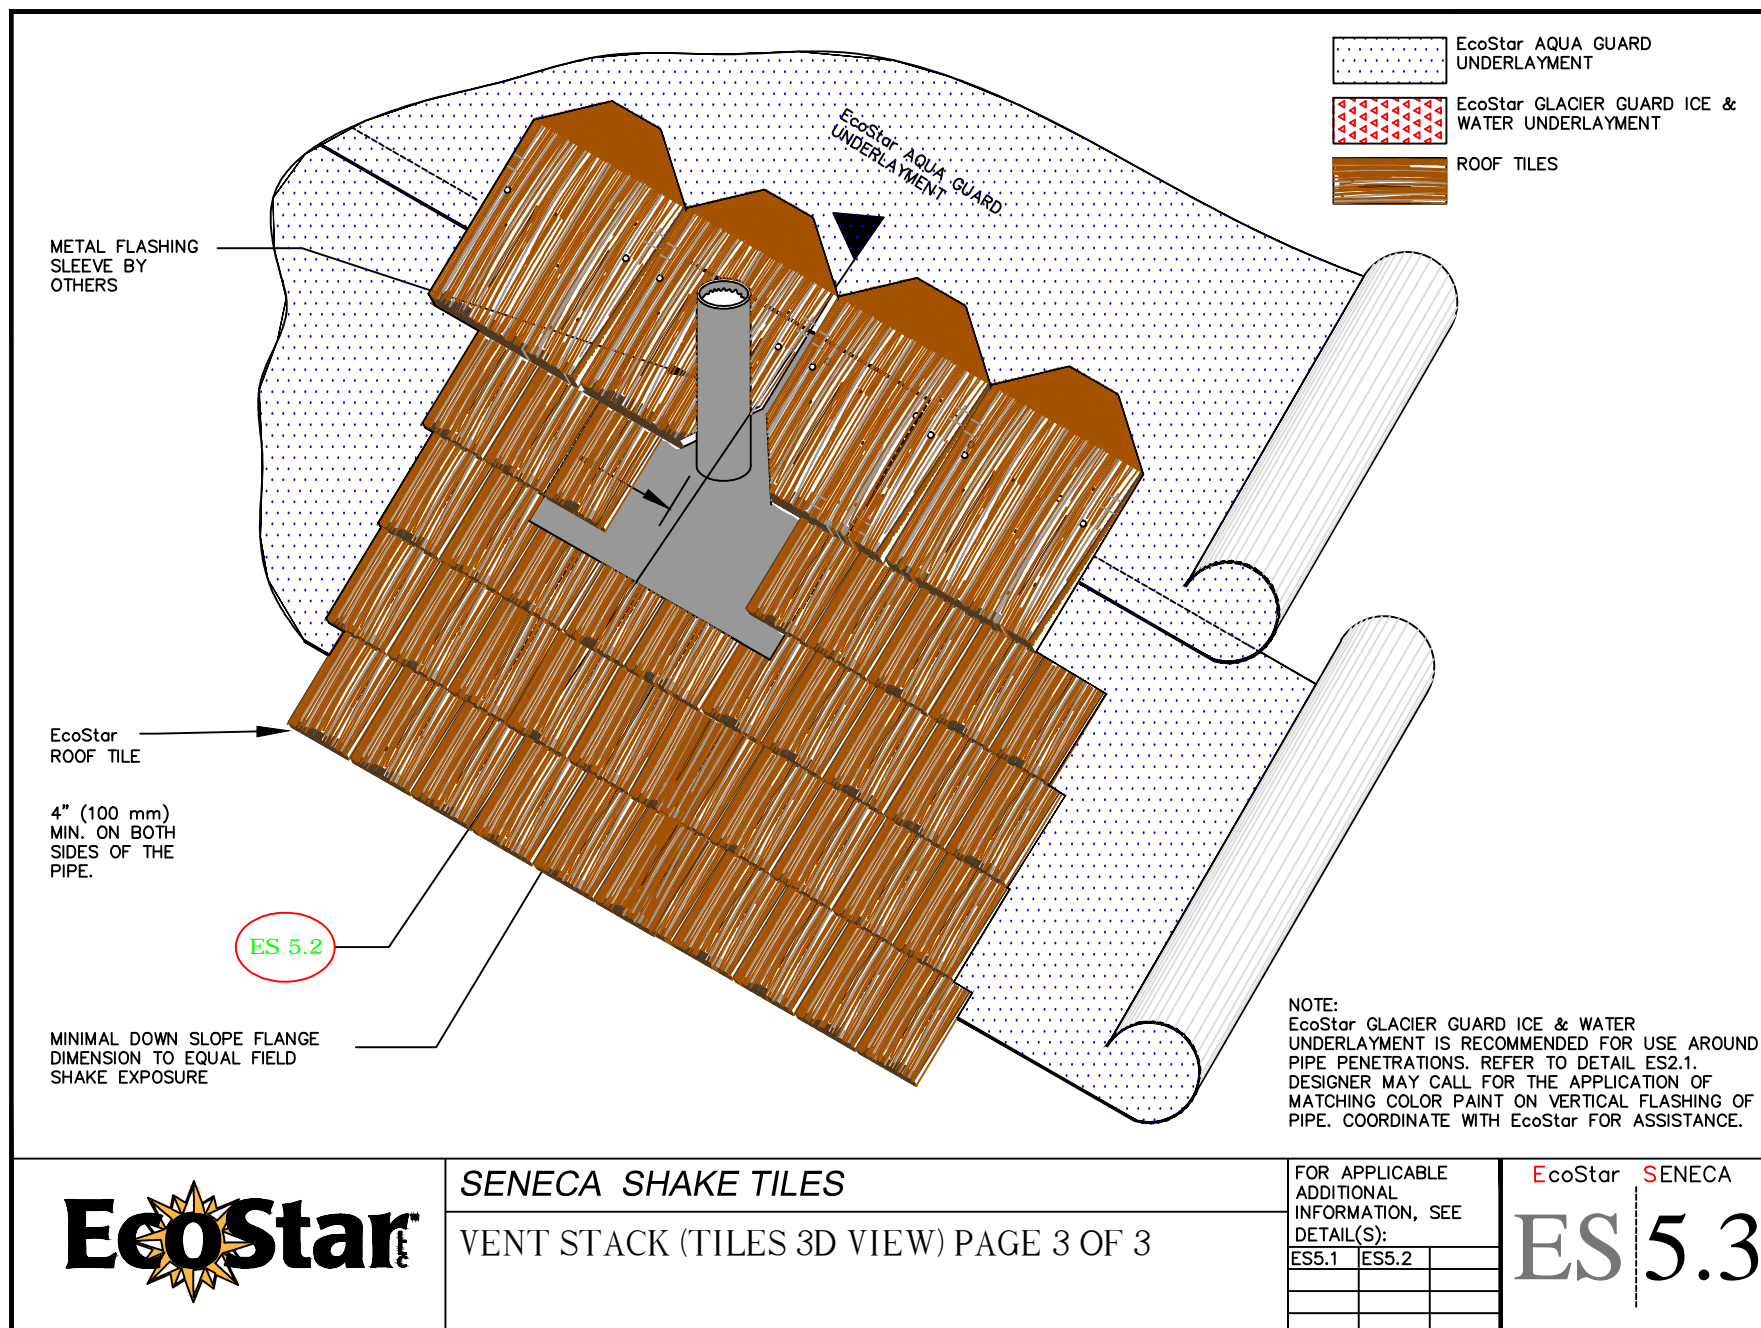 EcoStar AQUA GUARD
UNDERLAYMENT
EcoStar GLACIER GUARD ICE &
WATER UNDERLAYMENT
ROOF TILES
EcoStar AQUA GUARD
UNDERLAYMENT
METAL FLASHING
SLEEVE BY
OTHERS
EcoStar
ROOF TILE
4" (100 mm)
MIN. ON BOTH
SIDES OF THE
PIPE.
ES 5.2
MINIMAL DOWN SLOPE FLANGE
DIMENSION TO EQUAL FIELD
SHAKE EXPOSURE
NOTE:
EcoStar GLACIER GUARD ICE & WATER
UNDERLAYMENT IS RECOMMENDED FOR USE AROUND
PIPE PENETRATIONS. REFER TO DETAIL ES2.1.
DESIGNER MAY CALL FOR THE APPLICATION OF
MATCHING COLOR PAINT ON VERTICAL FLASHING OF
PIPE. COORDINATE WITH EcoStar FOR ASSISTANCE.
EcoStar LLC
SENECA SHAKE TILES
VENT STACK (TILES 3D VIEW) PAGE 3 OF 3
FOR APPLICABLE
ADDITIONAL
INFORMATION, SEE
DETAIL(S):
ES5.1 ES5.2
EcoStar SENECA
ES 5.3